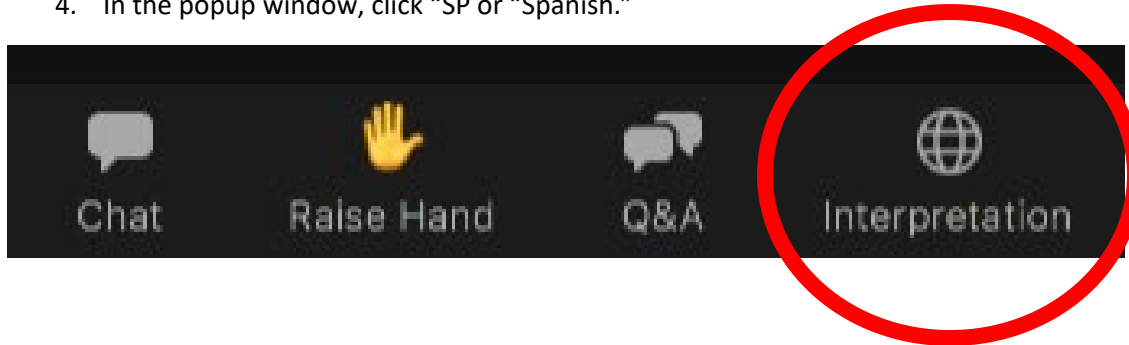 4. In the popup window, click “SP or “Spanish.”
Chat Raise Hand Q&A Interpretation